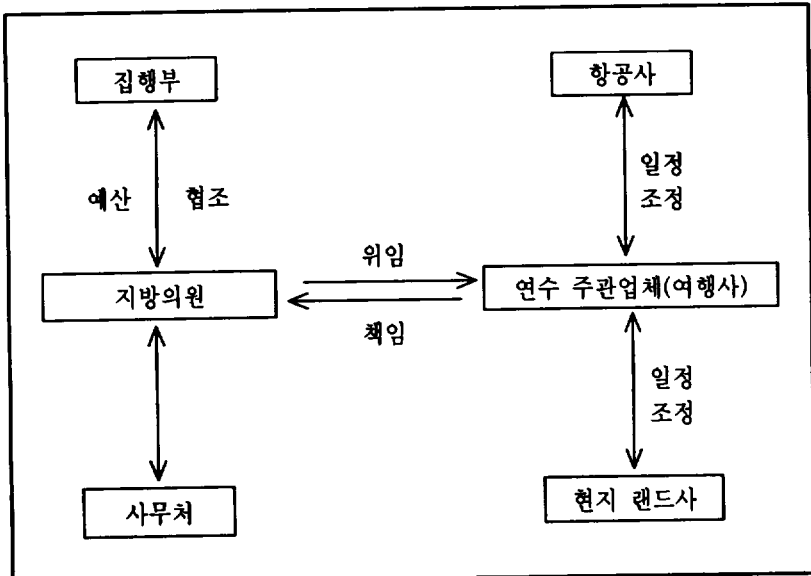 집행부
항공사
예산
협조
일정
조정
위임
지방의원
연수 주관업체(여행사)
책임
일정
조정
사무처
현지 랜드사